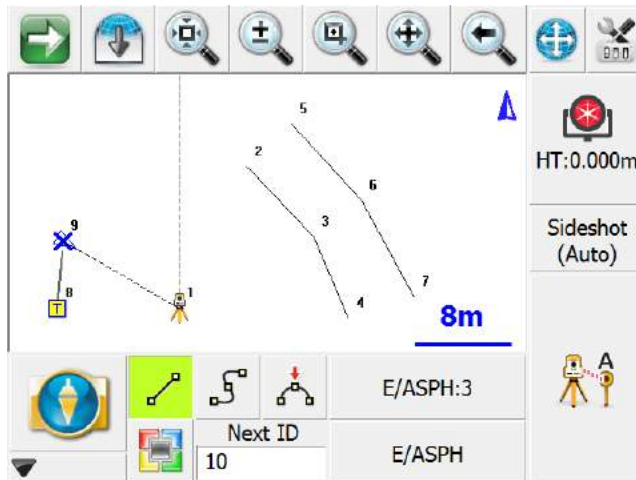 HT:0.000m
Sideshot
(Auto)
5
2
6
9
3
8
T
1
7
4
8m
A
E/ASPH:3
Next ID
10
E/ASPH